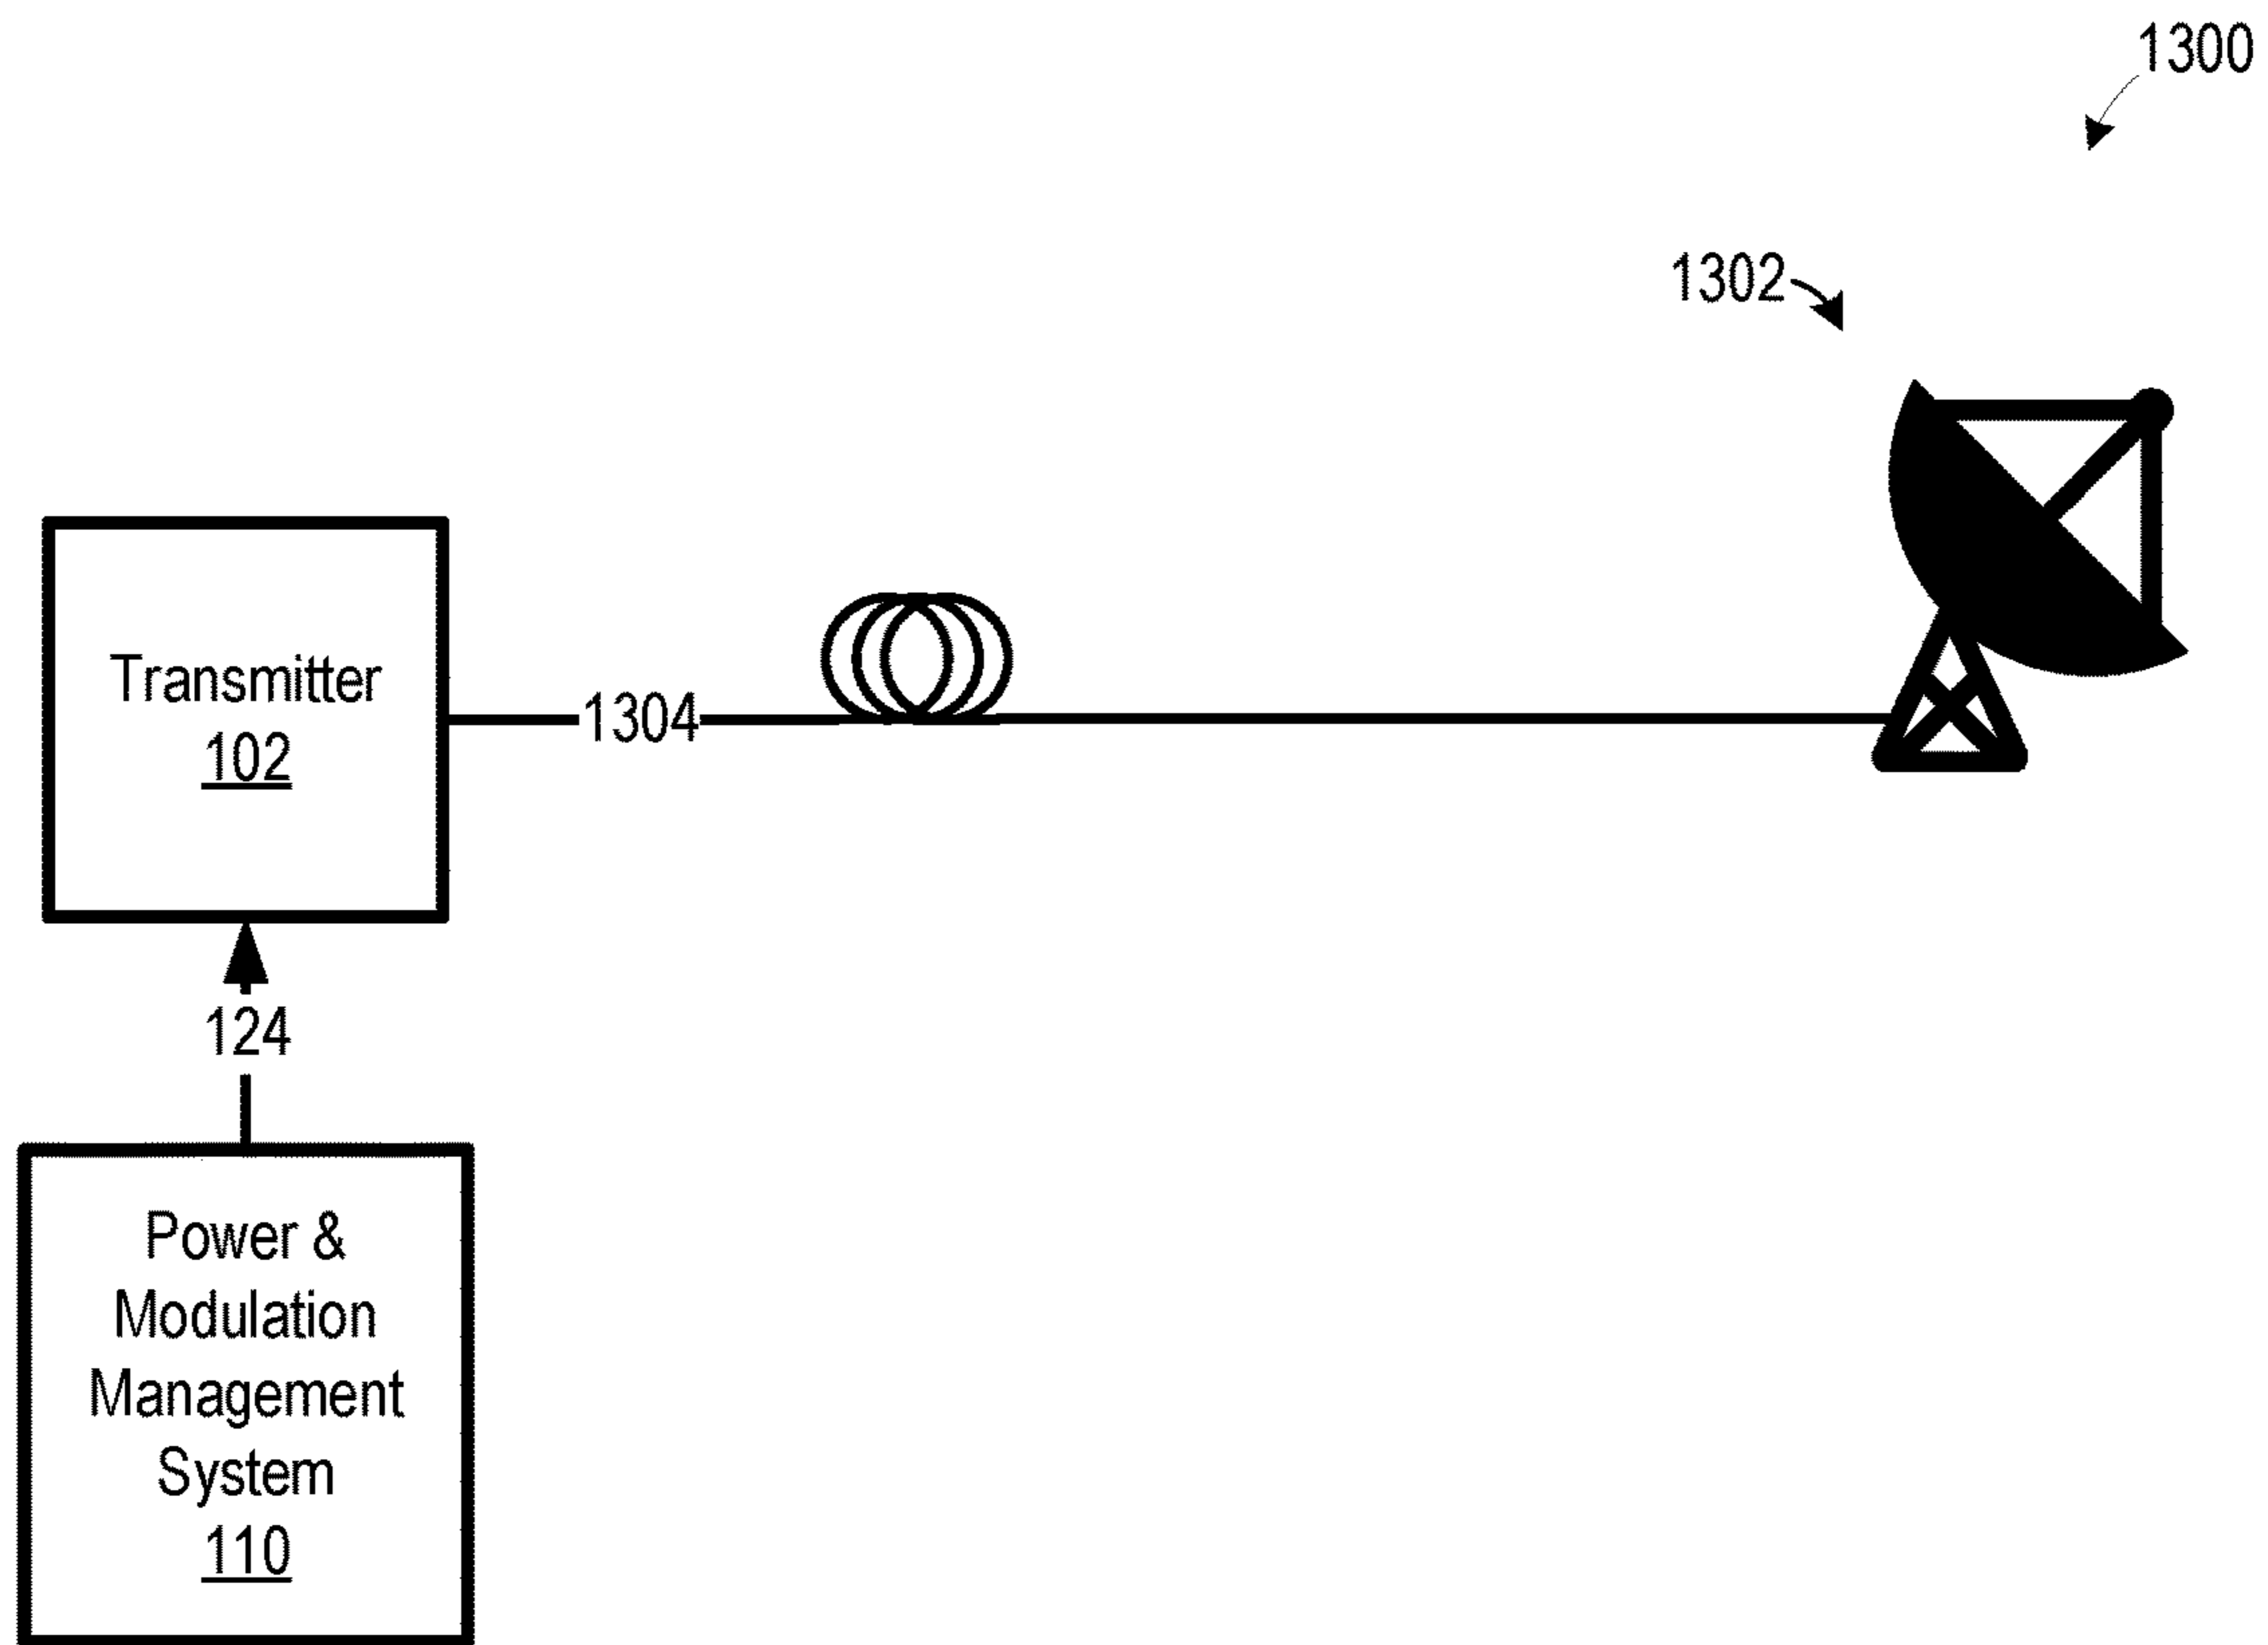 1300
1302
Transmitter
102
1304
124
Power &
Modulation
Management
System
110